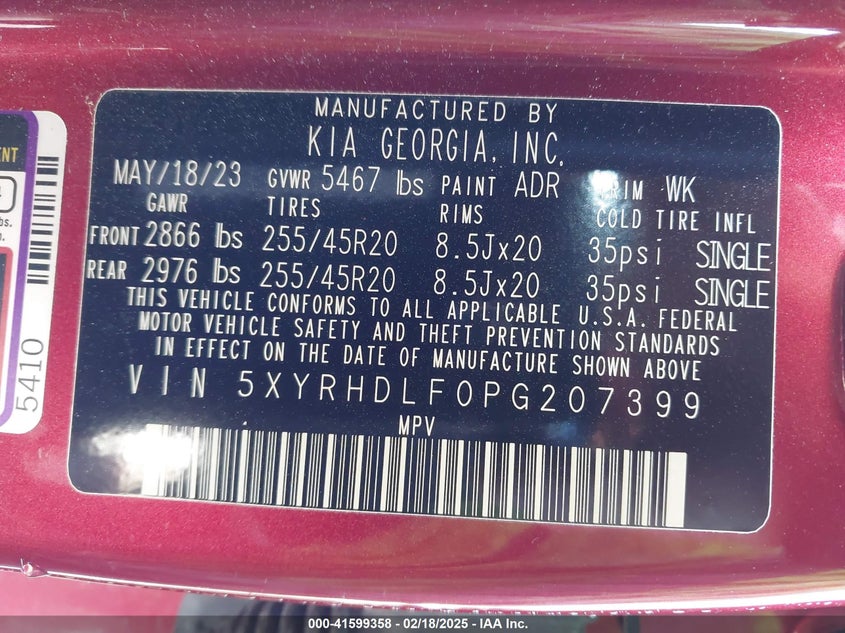 MANUFACTURED BY
KIA GEORGIA, INC.
MAY/18/23 GVWR 5467 lbs PAINT ADR TRIM WK
GAWR TIRES RIMS COLD TIRE INFL
FRONT 2866 lbs 255/45R20 8.5Jx20 35psi SINGLE
REAR 2976 lbs 255/45R20 8.5Jx20 35psi SINGLE
THIS VEHICLE CONFORMS TO ALL APPLICABLE U.S.A. FEDERAL
MOTOR VEHICLE SAFETY AND THEFT PREVENTION STANDARDS
IN EFFECT ON THE DATE OF MANUFACTURE SHOWN ABOVE
VIN 5XYRHDLF0PG207399
MPV
5410
000-41599358 - 02/18/2025 - IAA Inc.